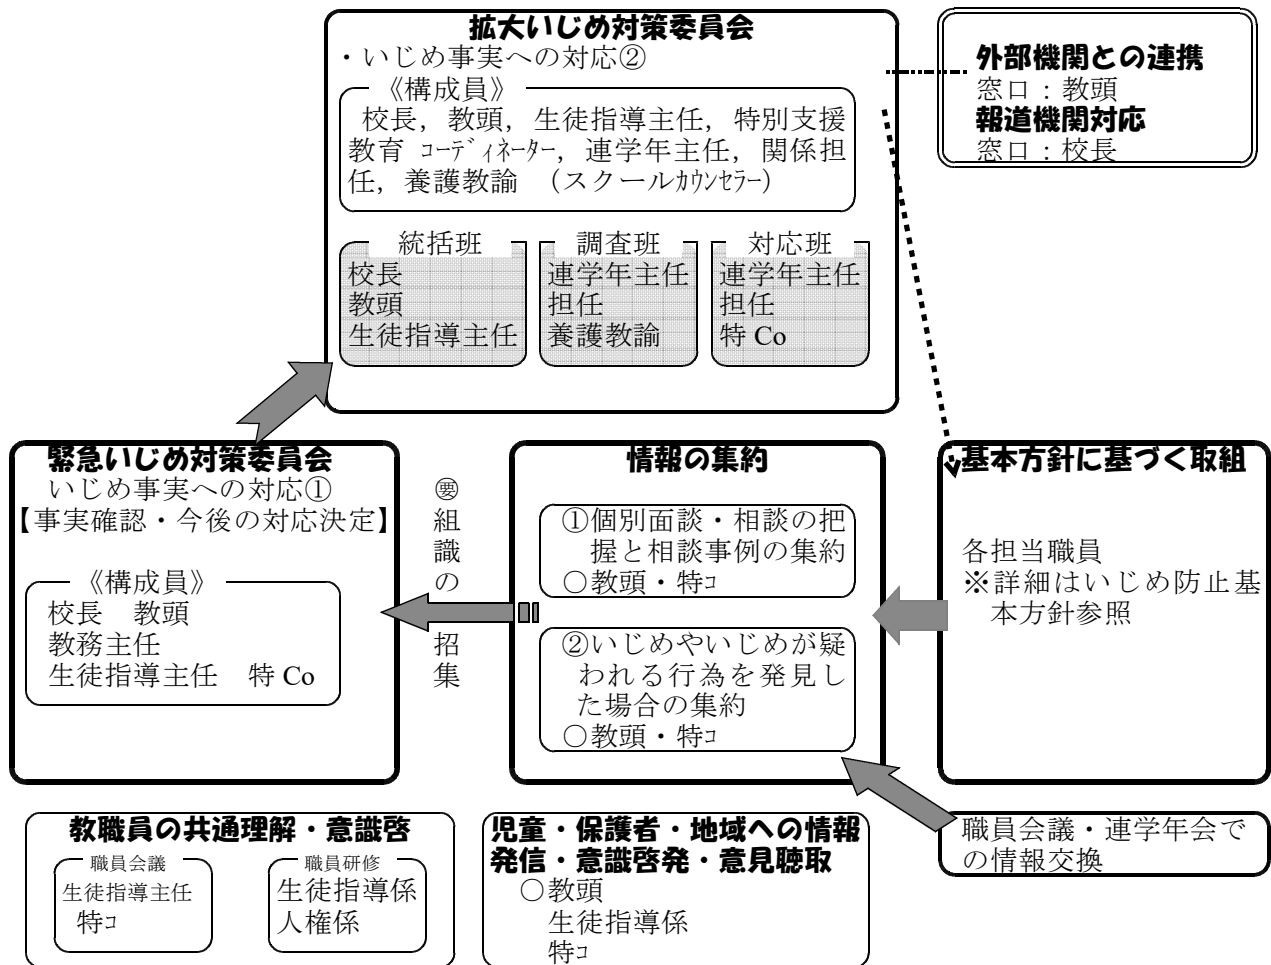 拡大いじめ対策委員会
・いじめ事実への対応②
《構成員》
校長，教頭，生徒指導主任，特別支援
教育 ｺｰﾃﾞｨﾈｰﾀｰ，連学年主任，関係担
任，養護教諭 （スクールｶｳﾝｾﾗｰ）
統括班
校長
教頭
生徒指導主任
調査班
連学年主任
担任
養護教諭
対応班
連学年主任
担任
特 Co
外部機関との連携
窓口：教頭
報道機関対応
窓口：校長
緊急いじめ対策委員会
いじめ事実への対応①
【事実確認・今後の対応決定】
《構成員》
校長　教頭
教務主任
生徒指導主任　特 Co
㊕組織の招集
情報の集約
①個別面談・相談の把
握と相談事例の集約
○教頭・特ｺ
②いじめやいじめが疑
われる行為を発見し
た場合の集約
○教頭・特ｺ
基本方針に基づく取組
各担当職員
※詳細はいじめ防止基
本方針参照
職員会議・連学年会で
の情報交換
教職員の共通理解・意識啓
職員会議
生徒指導主任
特ｺ
職員研修
生徒指導係
人権係
児童・保護者・地域への情報
発信・意識啓発・意見聴取
○教頭
生徒指導係
特ｺ